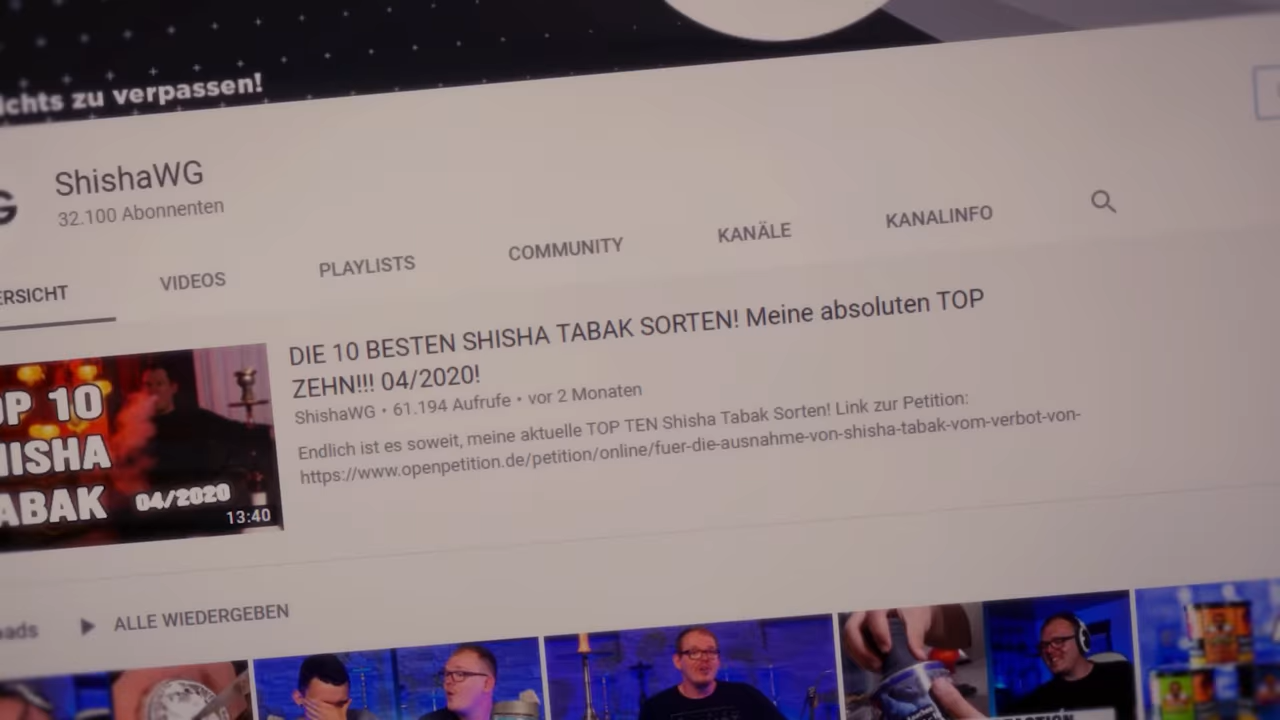 ichts zu verpassen!
G
ShishaWG
32.100 Abonnenten
ERSICHT
VIDEOS
PLAYLISTS
COMMUNITY
KANÄLE
KANALINFO
DIE 10 BESTEN SHISHA TABAK SORTEN! Meine absoluten TOP
ZEHN!!! 04/2020!
ShishaWG • 61.194 Aufrufe • vor 2 Monaten
Endlich ist es soweit, meine aktuelle TOP TEN Shisha Tabak Sorten! Link zur Petition:
https://www.openpetition.de/petition/online/fuer-die-ausnahme-von-shisha-tabak-vom-verbot-von-
OP 10
HISHA
ABAK
04/2020
13:40
oads
ALLE WIEDERGEBEN